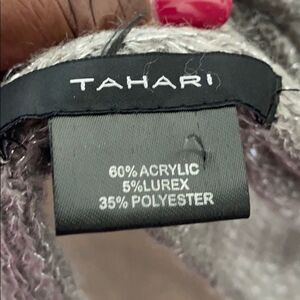 TAHARI
60% ACRYLIC
5% LUREX
35% POLYESTER